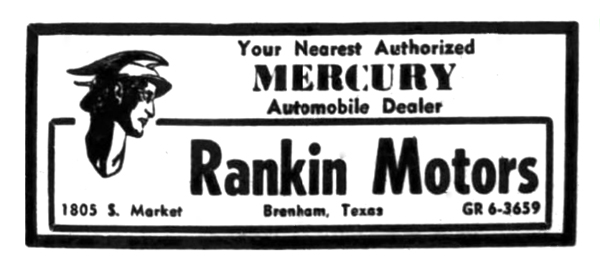 Your Nearest Authorized
MERCURY
Automobile Dealer
Rankin Motors
1805 S. Market Brenham, Texas GR 6-3659